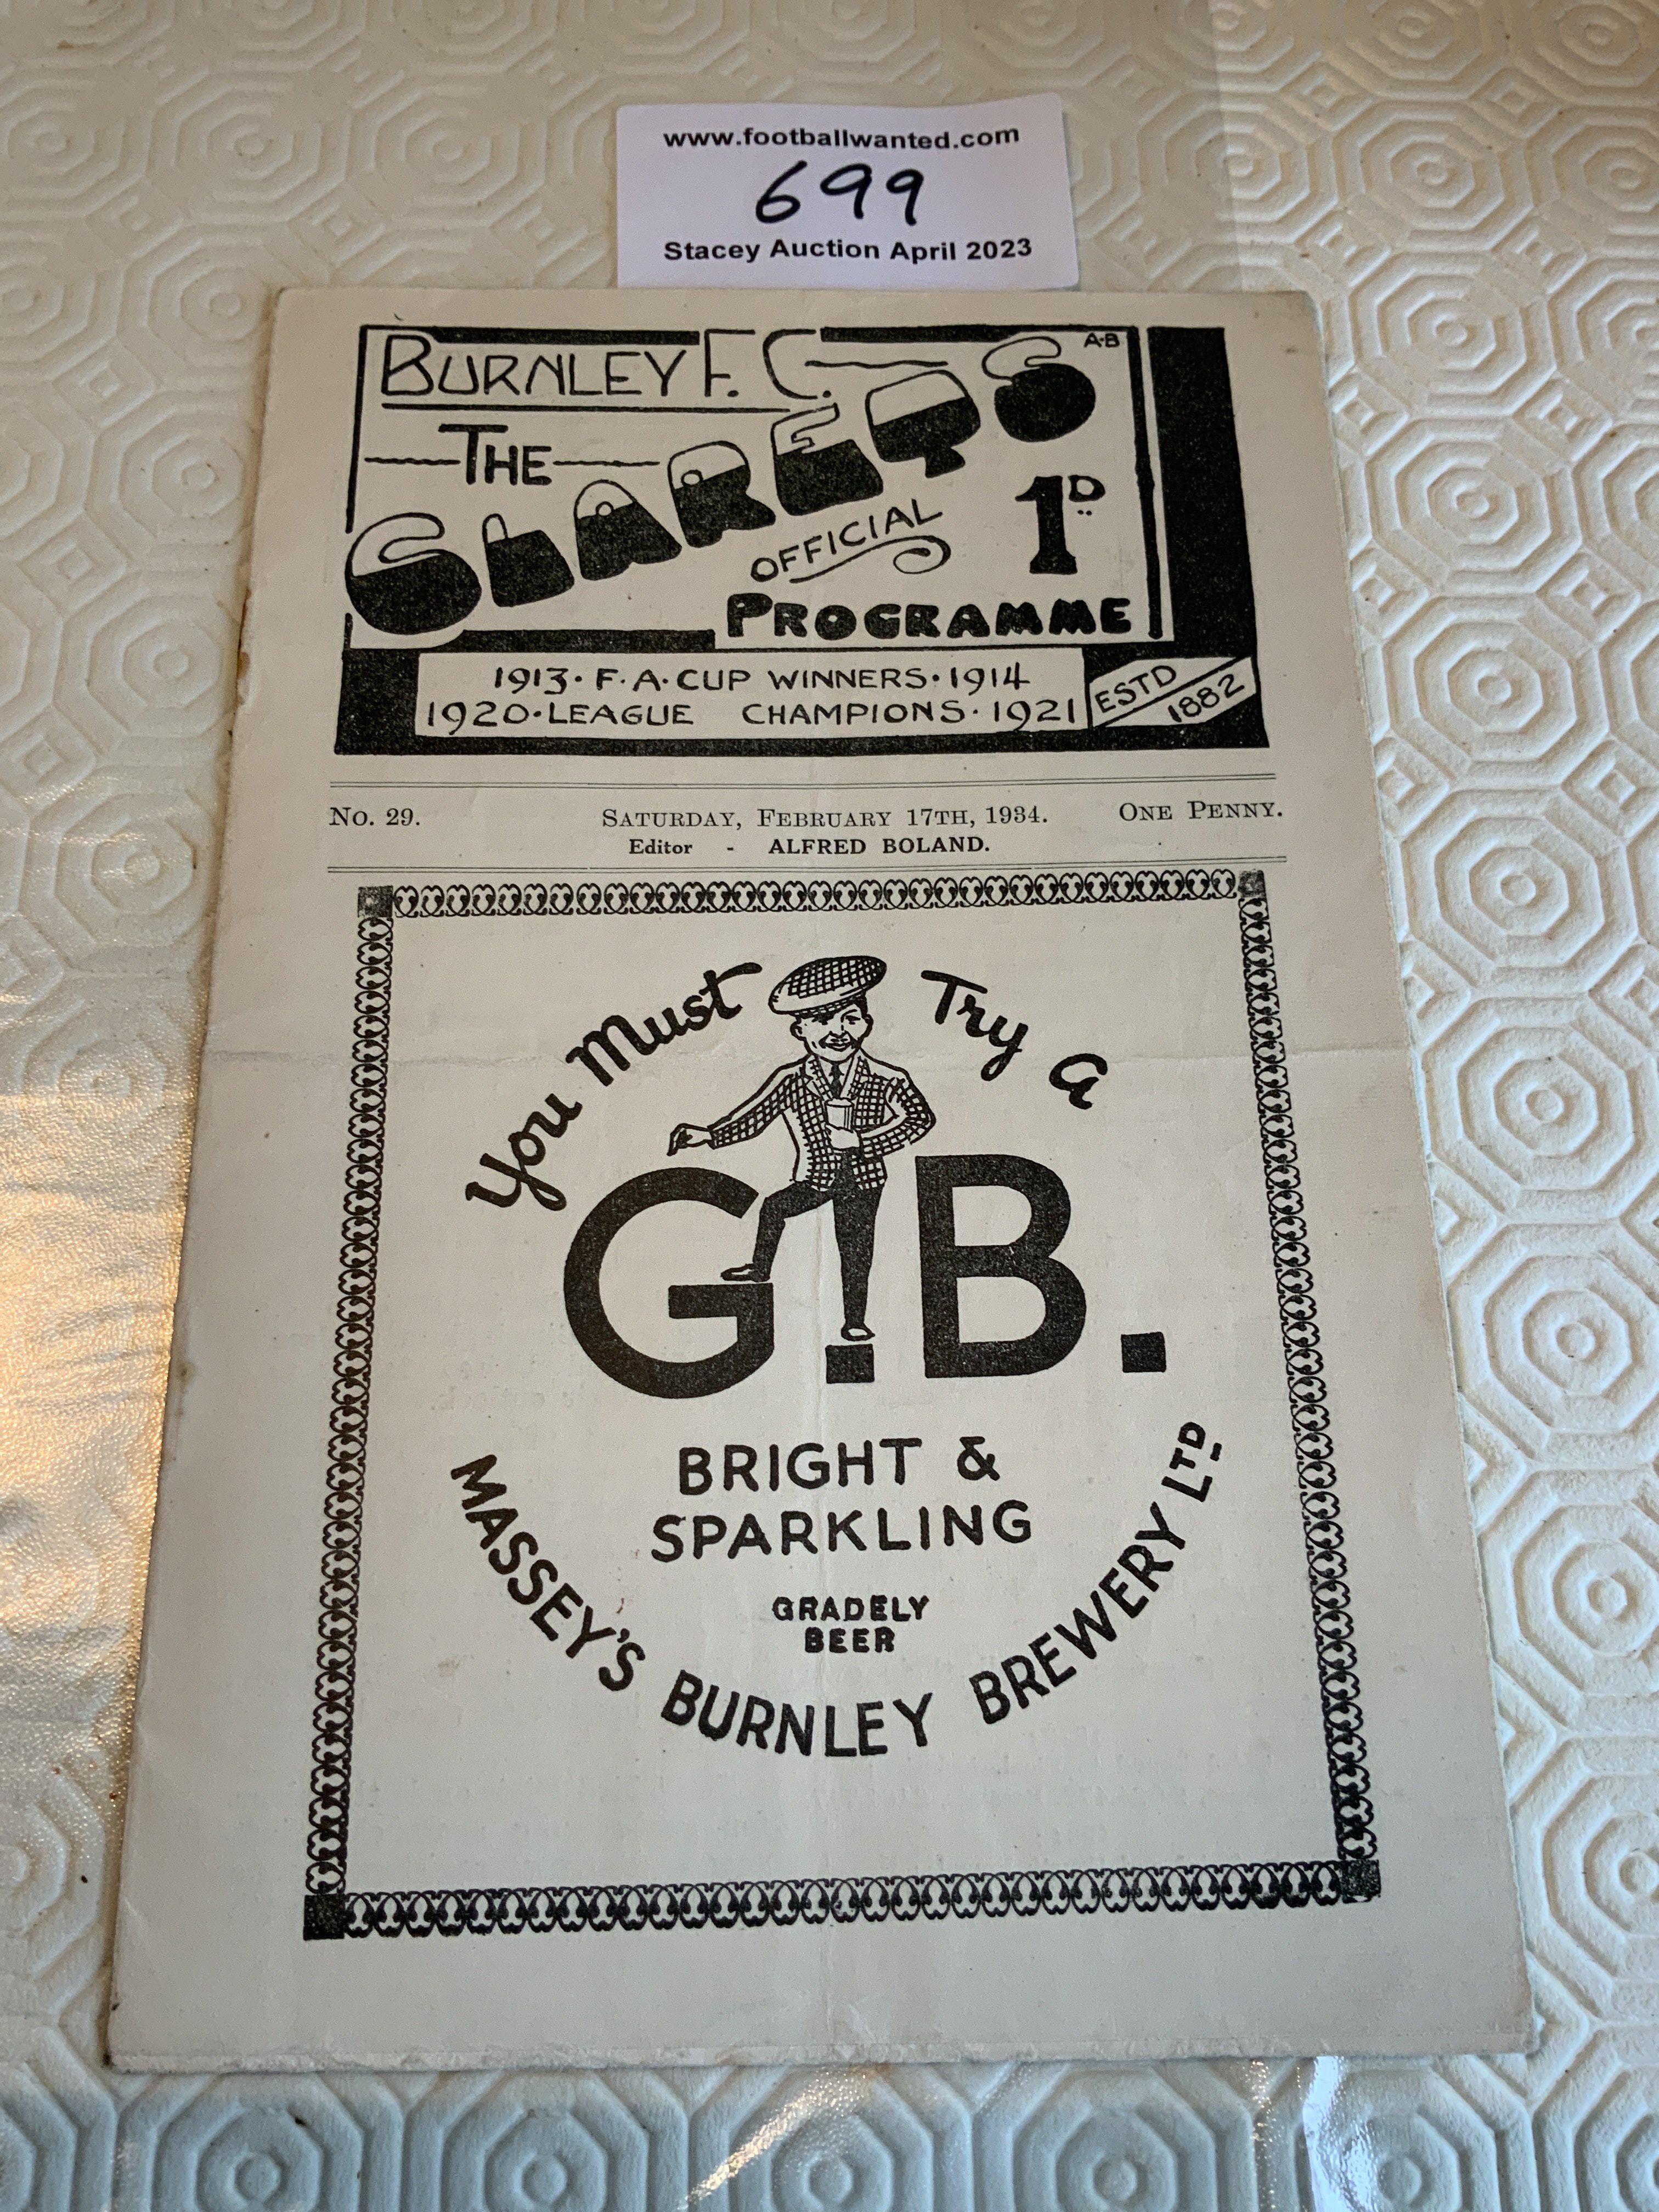 www.footballwanted.com
699
Stacey Auction April 2023
BURNLEY F.C.
A·B
THE
CLARETS
OFFICIAL
1D
PROGRAMME
1913 · F. A. CUP WINNERS · 1914
1920 · LEAGUE CHAMPIONS · 1921
ESTD
1882
No. 29. SATURDAY, FEBRUARY 17TH, 1934. ONE PENNY.
Editor - ALFRED BOLAND.
You Must Try A
G.B.
BRIGHT &
SPARKLING
GRADELY
BEER
MASSEY'S BURNLEY BREWERY LTD